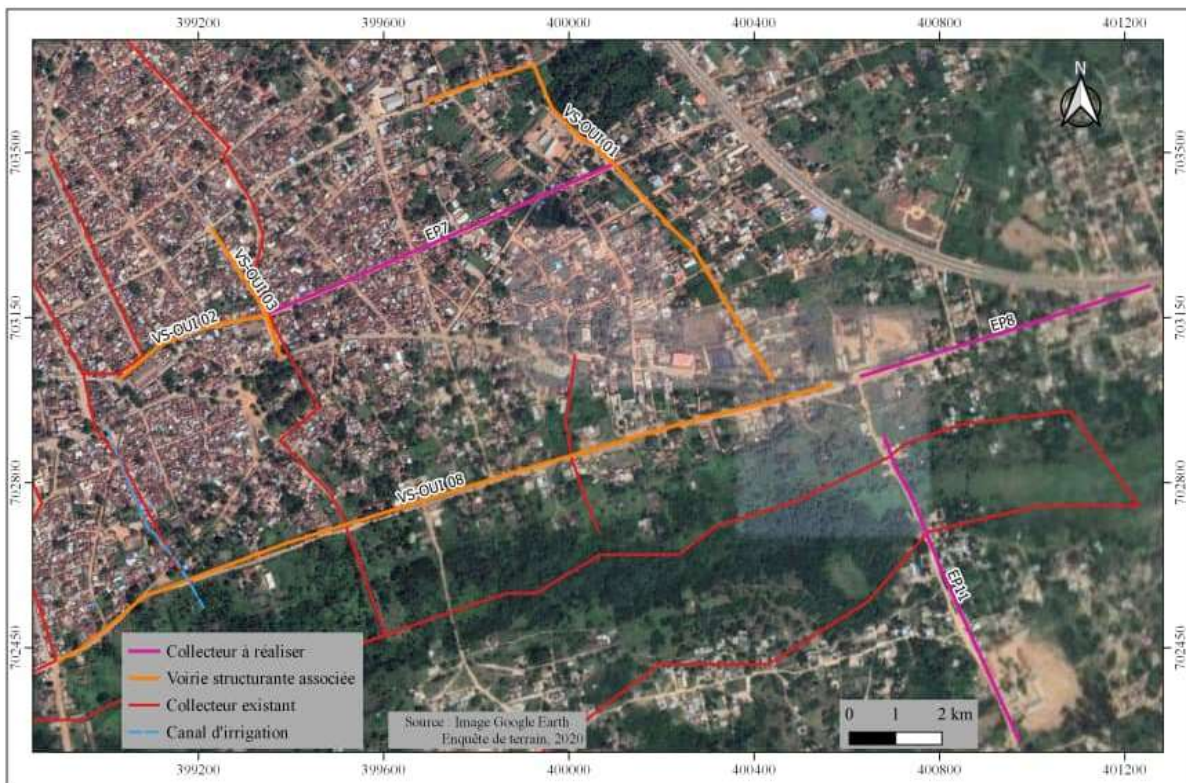 399200 399600 400000 400400 400800 401200
N
703500 703500
VS-OUI 01
EP7
VS-OUI 03
VS-OUI 02
703150 703150
EP8
702800 702800
VS-OUI 08
EP11
702450 702450
Collecteur à réaliser
Voirie structurante associée
Collecteur existant
Canal d'irrigation
Source : Image Google Earth
Enquête de terrain, 2020
0 1 2 km
399200 399600 400000 400400 400800 401200